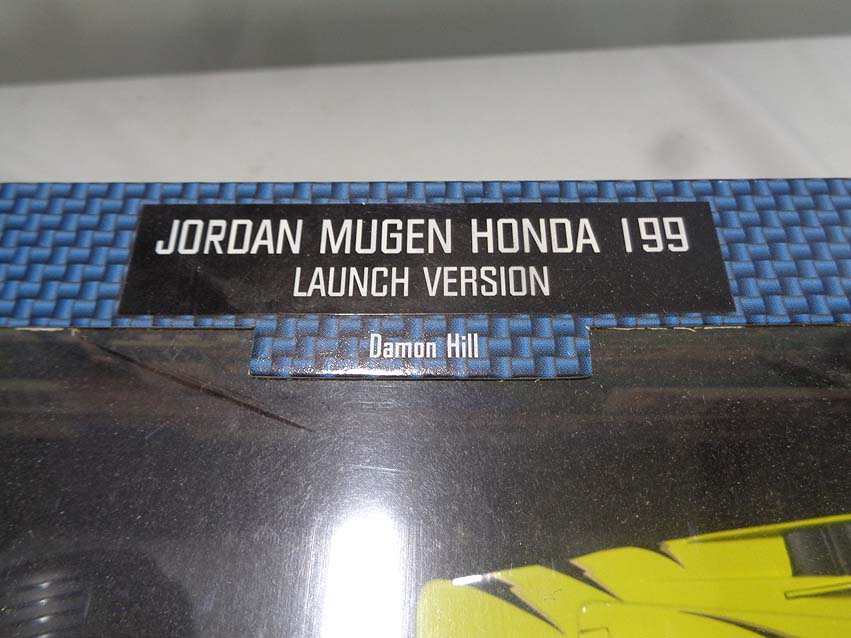 JORDAN MUGEN HONDA 199
LAUNCH VERSION
Damon Hill